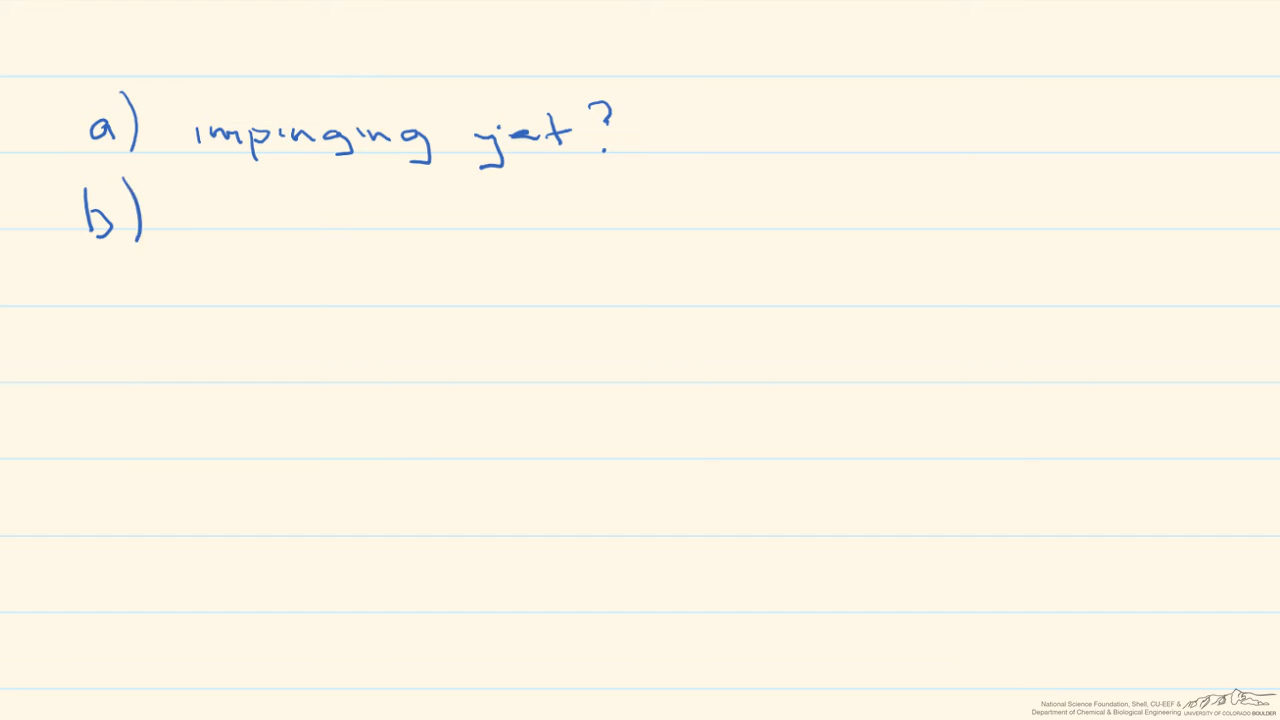 a) impinging jet?
b)
National Science Foundation, Shell, CU-EEF &
Department of Chemical & Biological Engineering UNIVERSITY OF COLORADO BOULDER